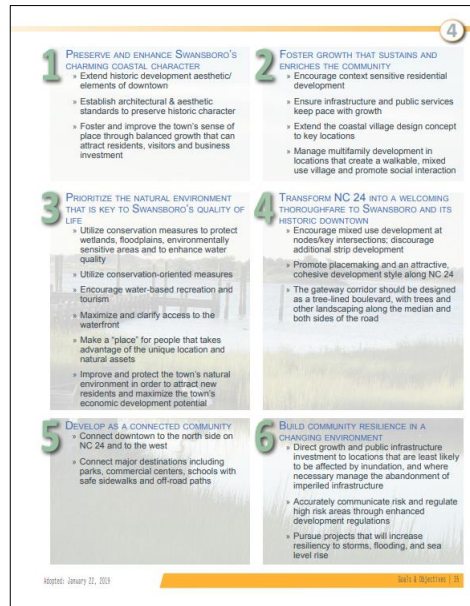 4
1
PRESERVE AND ENHANCE SWANSBORO'S
CHARMING COASTAL CHARACTER
» Extend historic development aesthetic/
elements of downtown
» Establish architectural & aesthetic
standards to preserve historic character
» Foster and improve the town's sense of
place through balanced growth that can
attract residents, visitors and business
investment
2
FOSTER GROWTH THAT SUSTAINS AND
ENRICHES THE COMMUNITY
» Encourage context sensitive residential
development
» Ensure infrastructure and public services
keep pace with growth
» Extend the coastal village design concept
to key locations
» Manage multifamily development in
locations that create a walkable, mixed
use village and promote social interaction
3
PRIORITIZE THE NATURAL ENVIRONMENT
THAT IS KEY TO SWANSBORO'S QUALITY OF
LIFE
» Utilize conservation measures to protect
wetlands, floodplains, environmentally
sensitive areas and to enhance water
quality
» Utilize conservation-oriented measures
» Encourage water-based recreation and
tourism
» Maximize and clarify access to the
waterfront
» Make a "place" for people that takes
advantage of the unique location and
natural assets
» Improve and protect the town's natural
environment in order to attract new
residents and maximize the town's
economic development potential
4
TRANSFORM NC 24 INTO A WELCOMING
THOROUGHFARE TO SWANSBORO AND ITS
HISTORIC DOWNTOWN
» Encourage mixed use development at
nodes/key intersections; discourage
additional strip development
» Promote placemaking and an attractive,
cohesive development style along NC 24
» The gateway corridor should be designed
as a tree-lined boulevard, with trees and
other landscaping along the median and
both sides of the road
5
DEVELOP AS A CONNECTED COMMUNITY
» Connect downtown to the north side on
NC 24 and to the west
» Connect major destinations including
parks, commercial centers, schools with
safe sidewalks and off-road paths
6
BUILD COMMUNITY RESILIENCE IN A
CHANGING ENVIRONMENT
» Direct growth and public infrastructure
investment to locations that are least likely
to be affected by inundation, and where
necessary manage the abandonment of
imperiled infrastructure
» Accurately communicate risk and regulate
high risk areas through enhanced
development regulations
» Pursue projects that will increase
resiliency to storms, flooding, and sea
level rise
Adopted: January 22, 2019
Goals & Objectives |